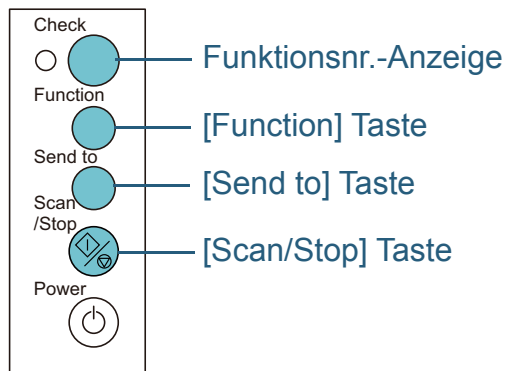 Check
Funktionsnr.-Anzeige
Function
[Function] Taste
Send to
[Send to] Taste
Scan
/Stop
[Scan/Stop] Taste
Power